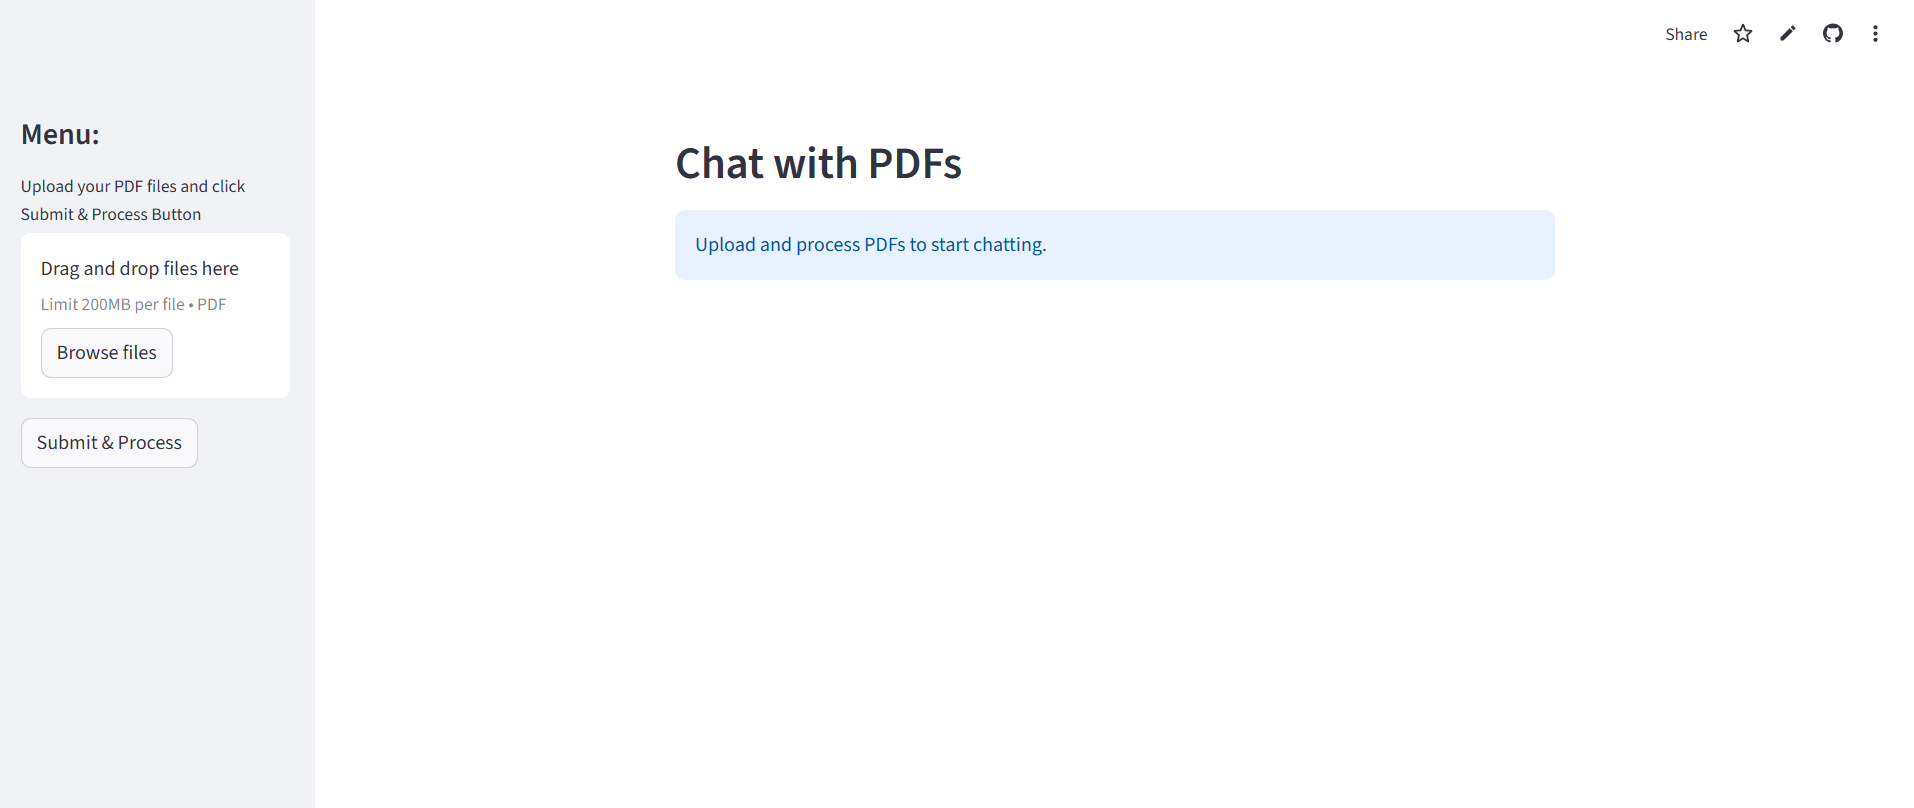 Share
Menu:
Upload your PDF files and click
Submit & Process Button
Drag and drop files here
Limit 200MB per file • PDF
Browse files
Submit & Process
Chat with PDFs
Upload and process PDFs to start chatting.